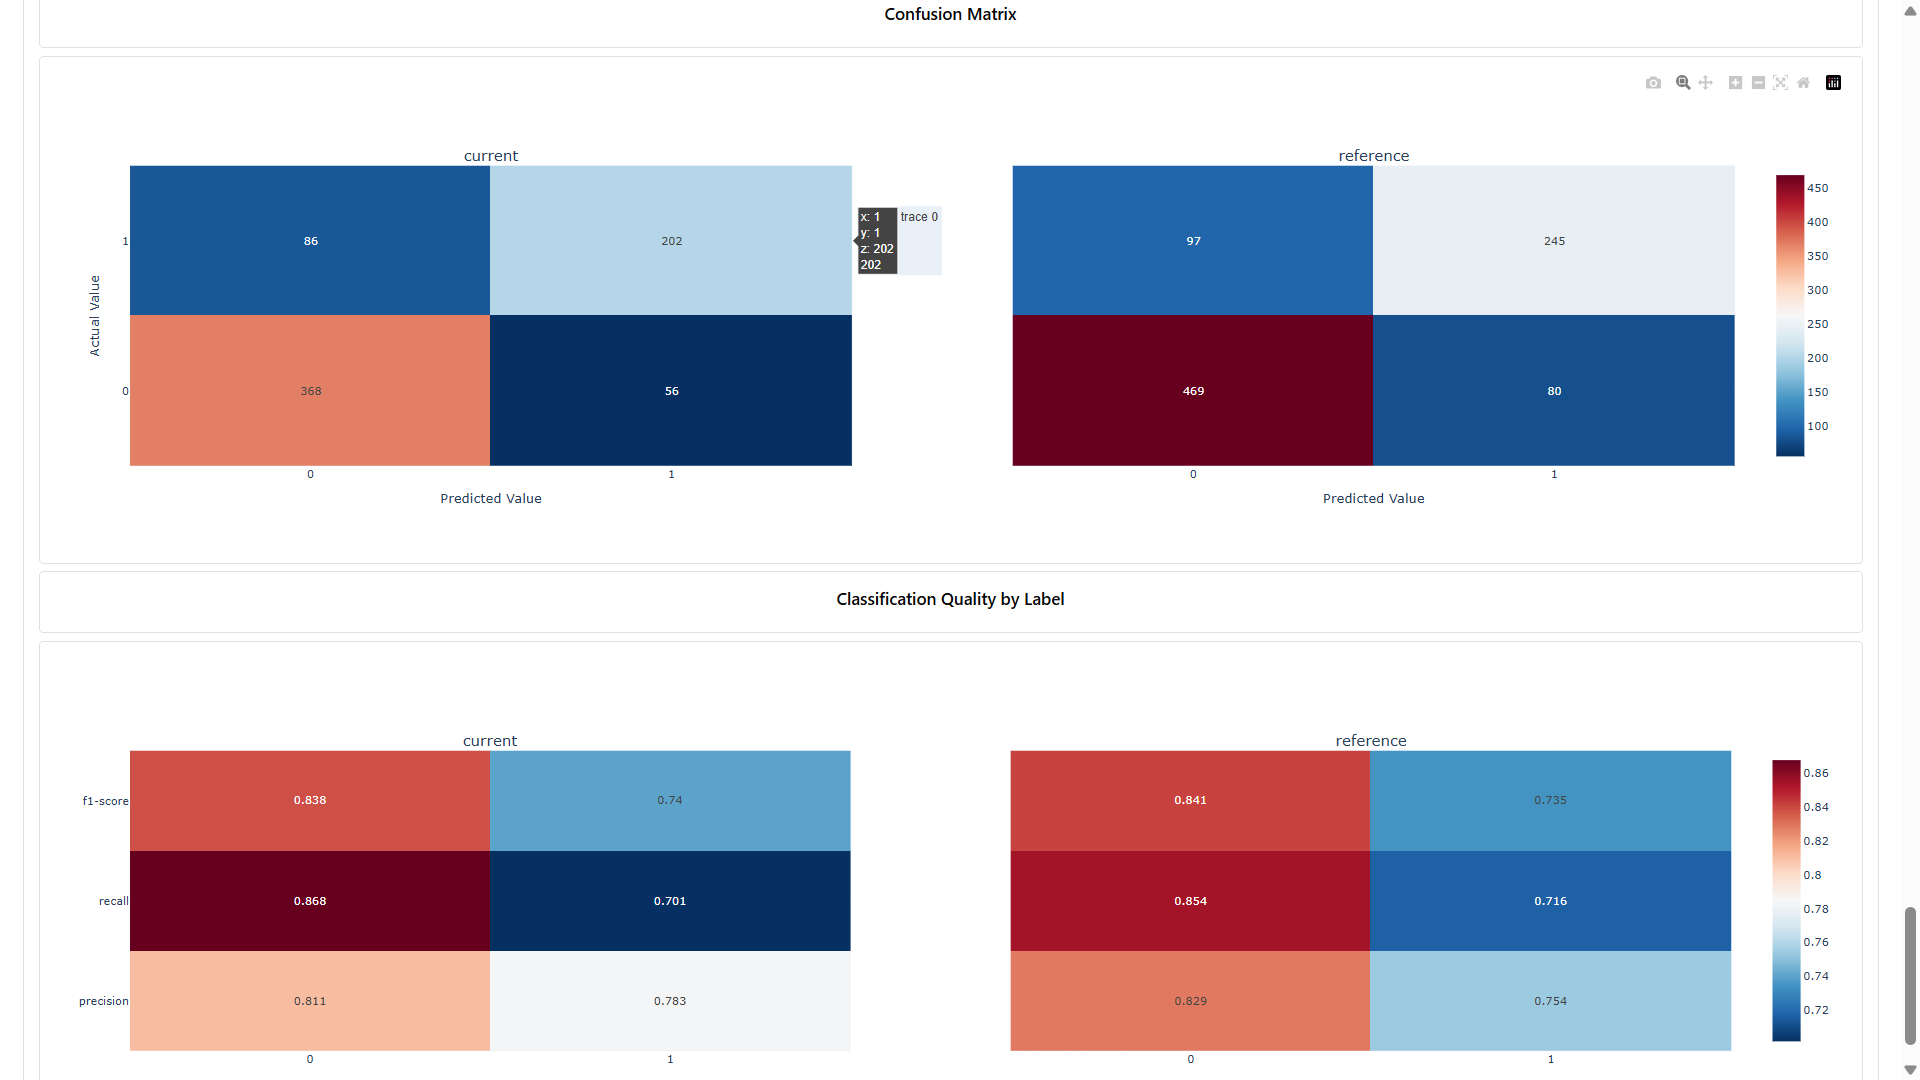 Confusion Matrix
current
reference
Actual Value
1
0
86
202
368
56
x: 1
y: 1
z: 202
202
trace 0
0
1
Predicted Value
97
245
469
80
0
1
Predicted Value
450
400
350
300
250
200
150
100
Classification Quality by Label
current
reference
f1-score
0.838
0.74
0.841
0.735
recall
0.868
0.701
0.854
0.716
precision
0.811
0.783
0.829
0.754
0
1
0
1
0.86
0.84
0.82
0.8
0.78
0.76
0.74
0.72